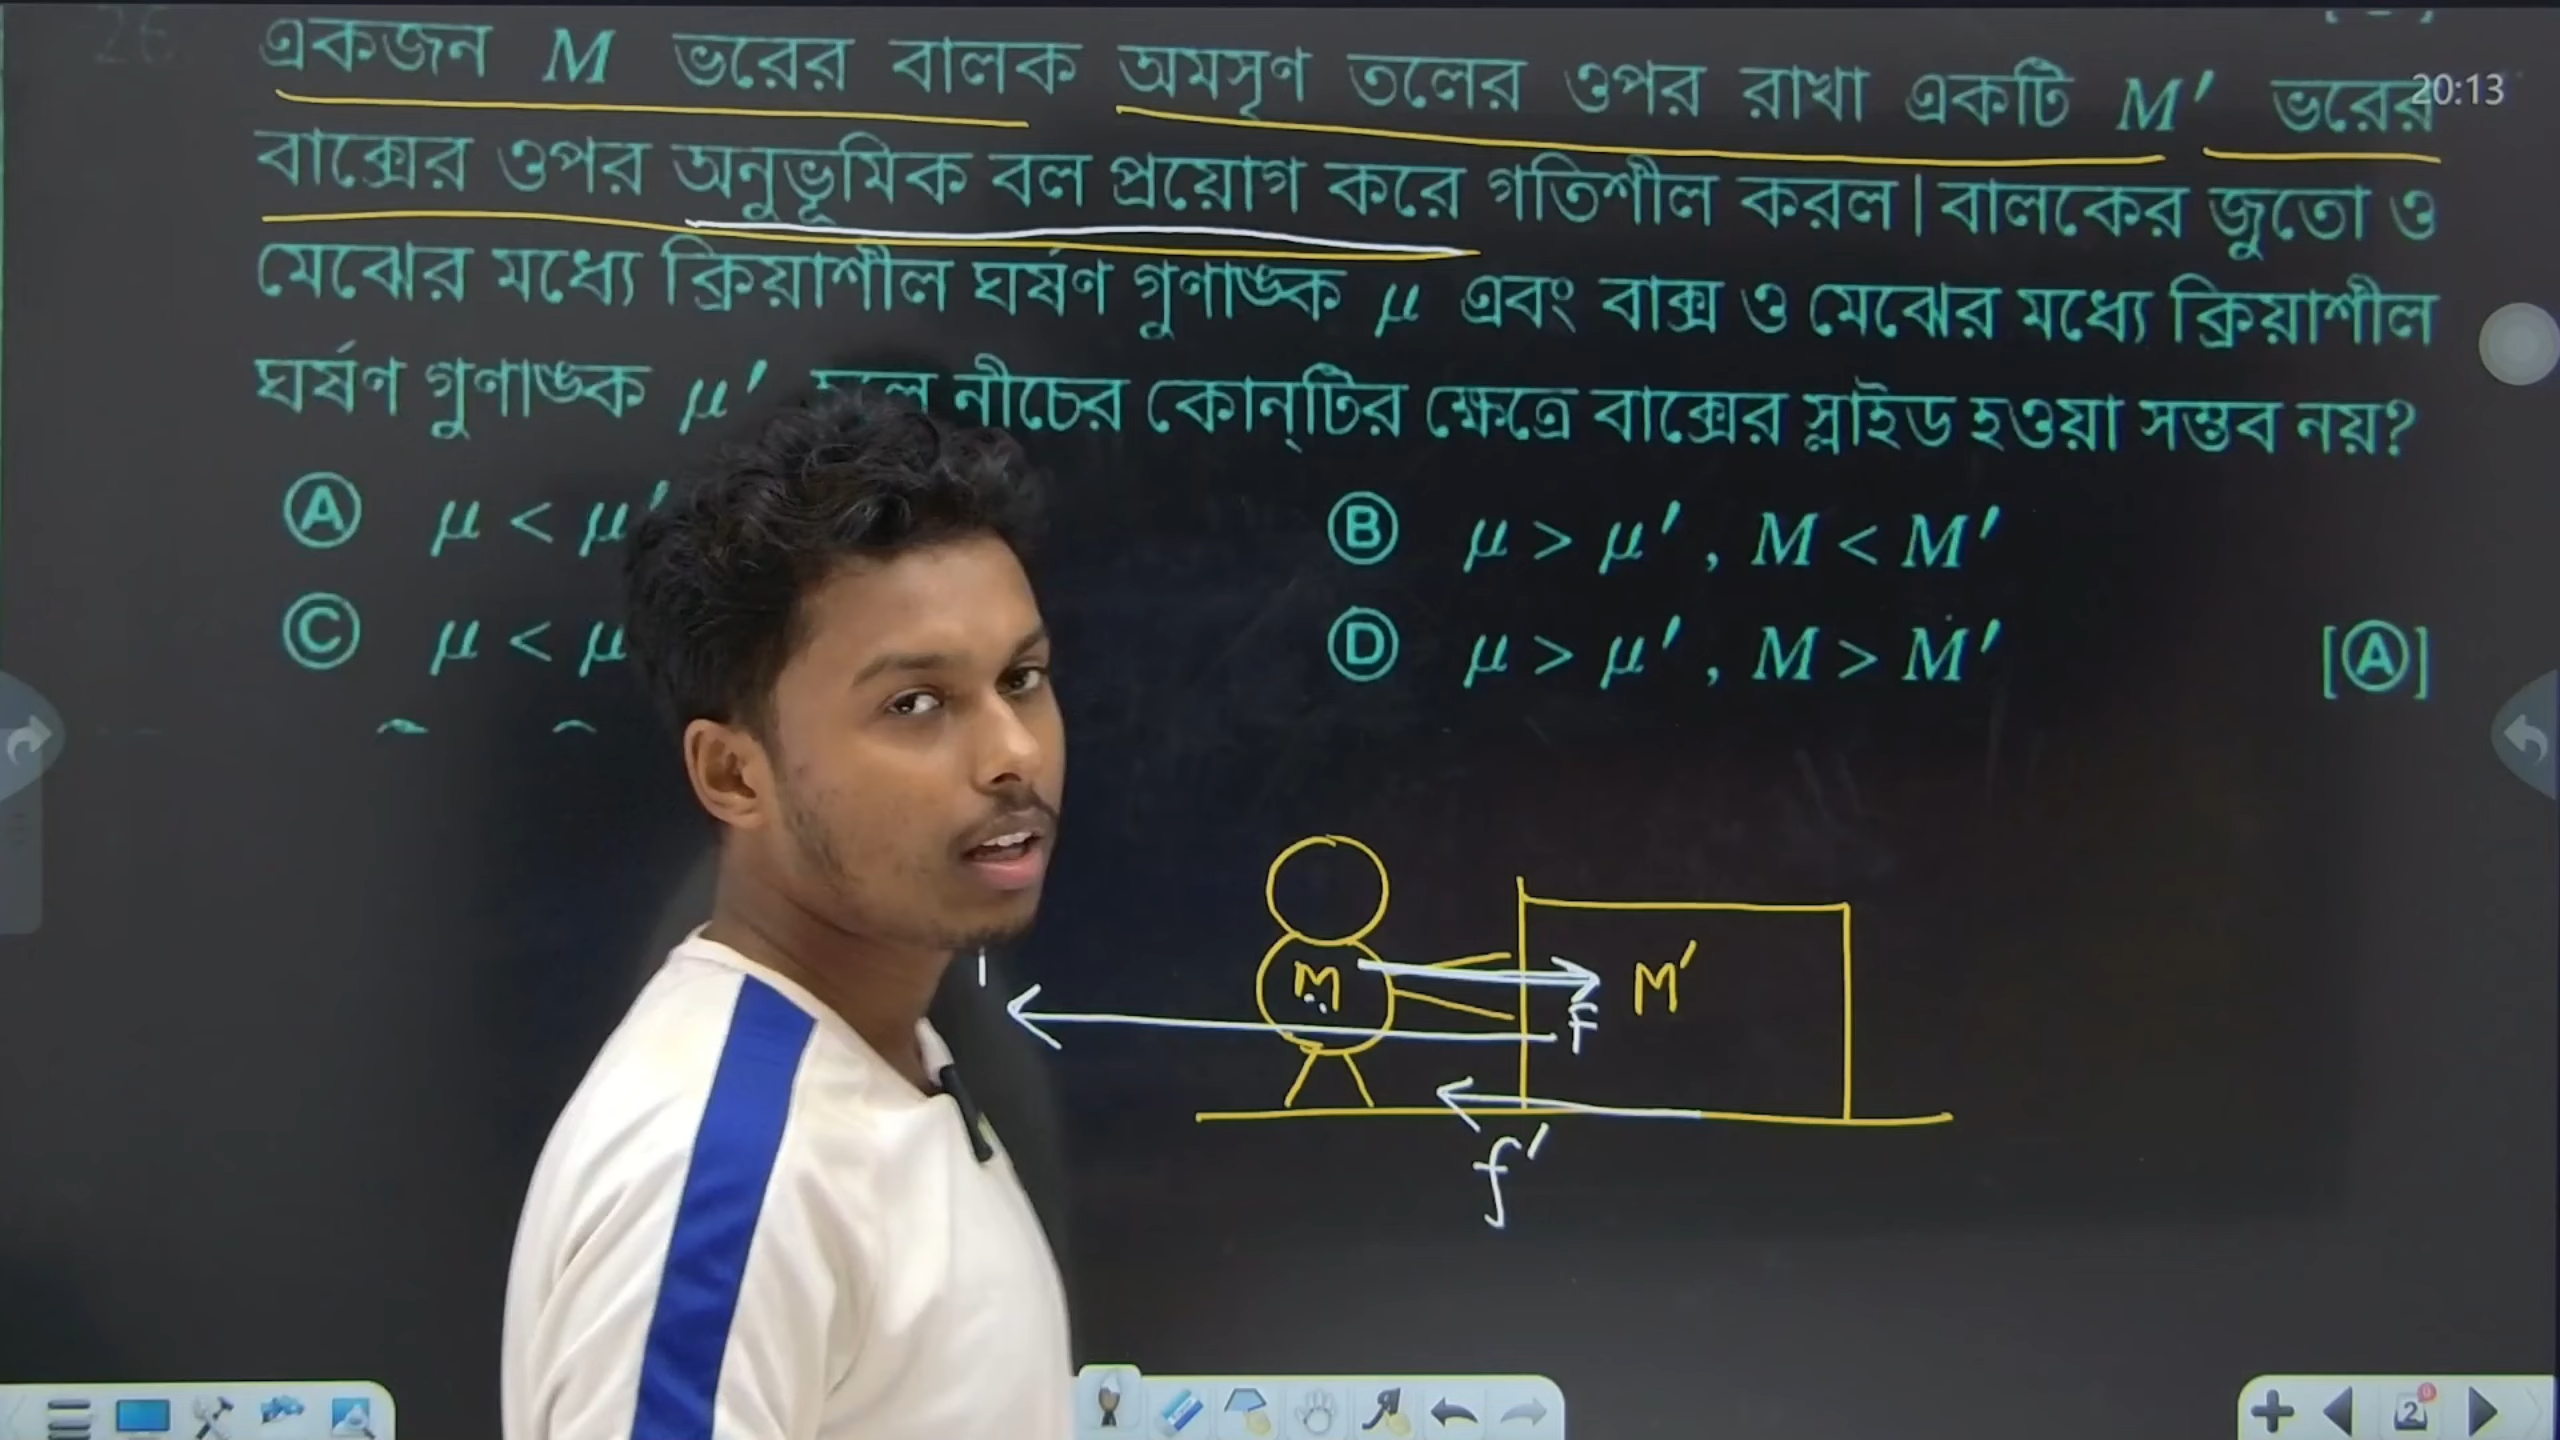 20:13
একজন M ভরের বালক অমসৃণ তলের ওপর রাখা একটি M′ ভরের
বাক্সের ওপর অনুভূমিক বল প্রয়োগ করে গতিশীল করল। বালকের জুতো ও
মেঝের মধ্যে ক্রিয়াশীল ঘর্ষণ গুণাঙ্ক μ এবং বাক্স ও মেঝের মধ্যে ক্রিয়াশীল
ঘর্ষণ গুণাঙ্ক μ′ নীচের কোন্‌টির ক্ষেত্রে বাক্সের স্লাইড হওয়া সম্ভব নয়?
Ⓐ μ < μ′
Ⓑ μ > μ′ , M < M′
Ⓒ μ < μ
Ⓓ μ > μ′ , M > M′ [Ⓐ]
M F M′
f′
2